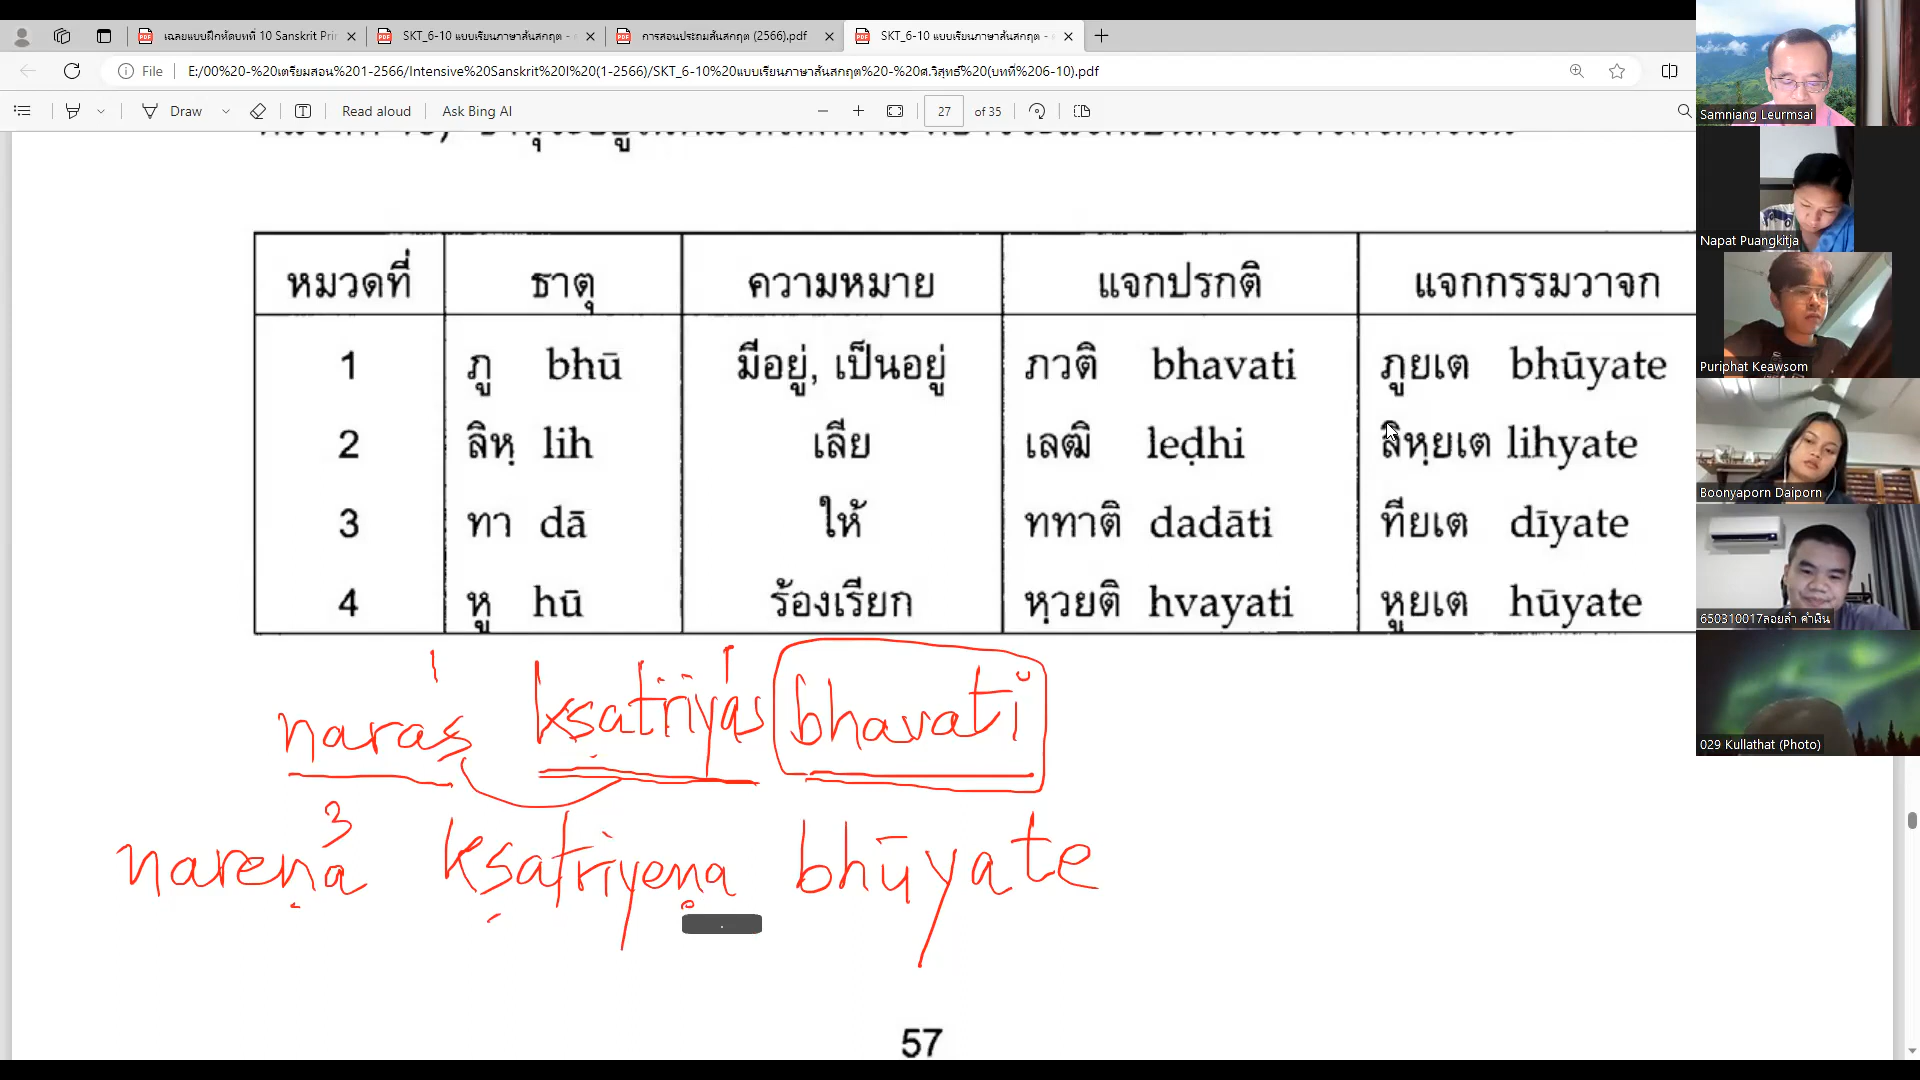 เฉลยแบบฝึกหัดบทที่ 10 Sanskrit Pri
SKT_6-10 แบบเรียนภาษาสันสกฤต -
การสอนประถมสันสกฤต (2566).pdf
SKT_6-10 แบบเรียนภาษาสันสกฤต -
File E:/00%20-%20เตรียมสอน%201-2566/Intensive%20Sanskrit%20I%20(1-2566)/SKT_6-10%20แบบเรียนภาษาสันสกฤต%20-%20ศ.วิสุทธ์%20(บทที่%206-10).pdf
Draw Read aloud Ask Bing AI 27 of 35
หมวดที่ ธาตุ ความหมาย แจกปรกติ แจกกรรมวาจก
1 ภู bhū มีอยู่, เป็นอยู่ ภวติ bhavati ภูยเต bhūyate
2 ลิหฺ lih เลีย เลฒิ leḍhi ลิหฺยเต lihyate
3 ทา dā ให้ ททาติ dadāti ทียเต dīyate
4 หู hū ร้องเรียก หฺวยติ hvayati หูยเต hūyate
1 1
naras kṣatriyas bhavati
3
nareṇa kṣatriyeṇa bhūyate
57
Samniang Leurmsai
Napat Puangkitja
Puriphat Keawsom
Boonyaporn Daiporn
650310017ลอยลำ คำผิน
029 Kullathat (Photo)